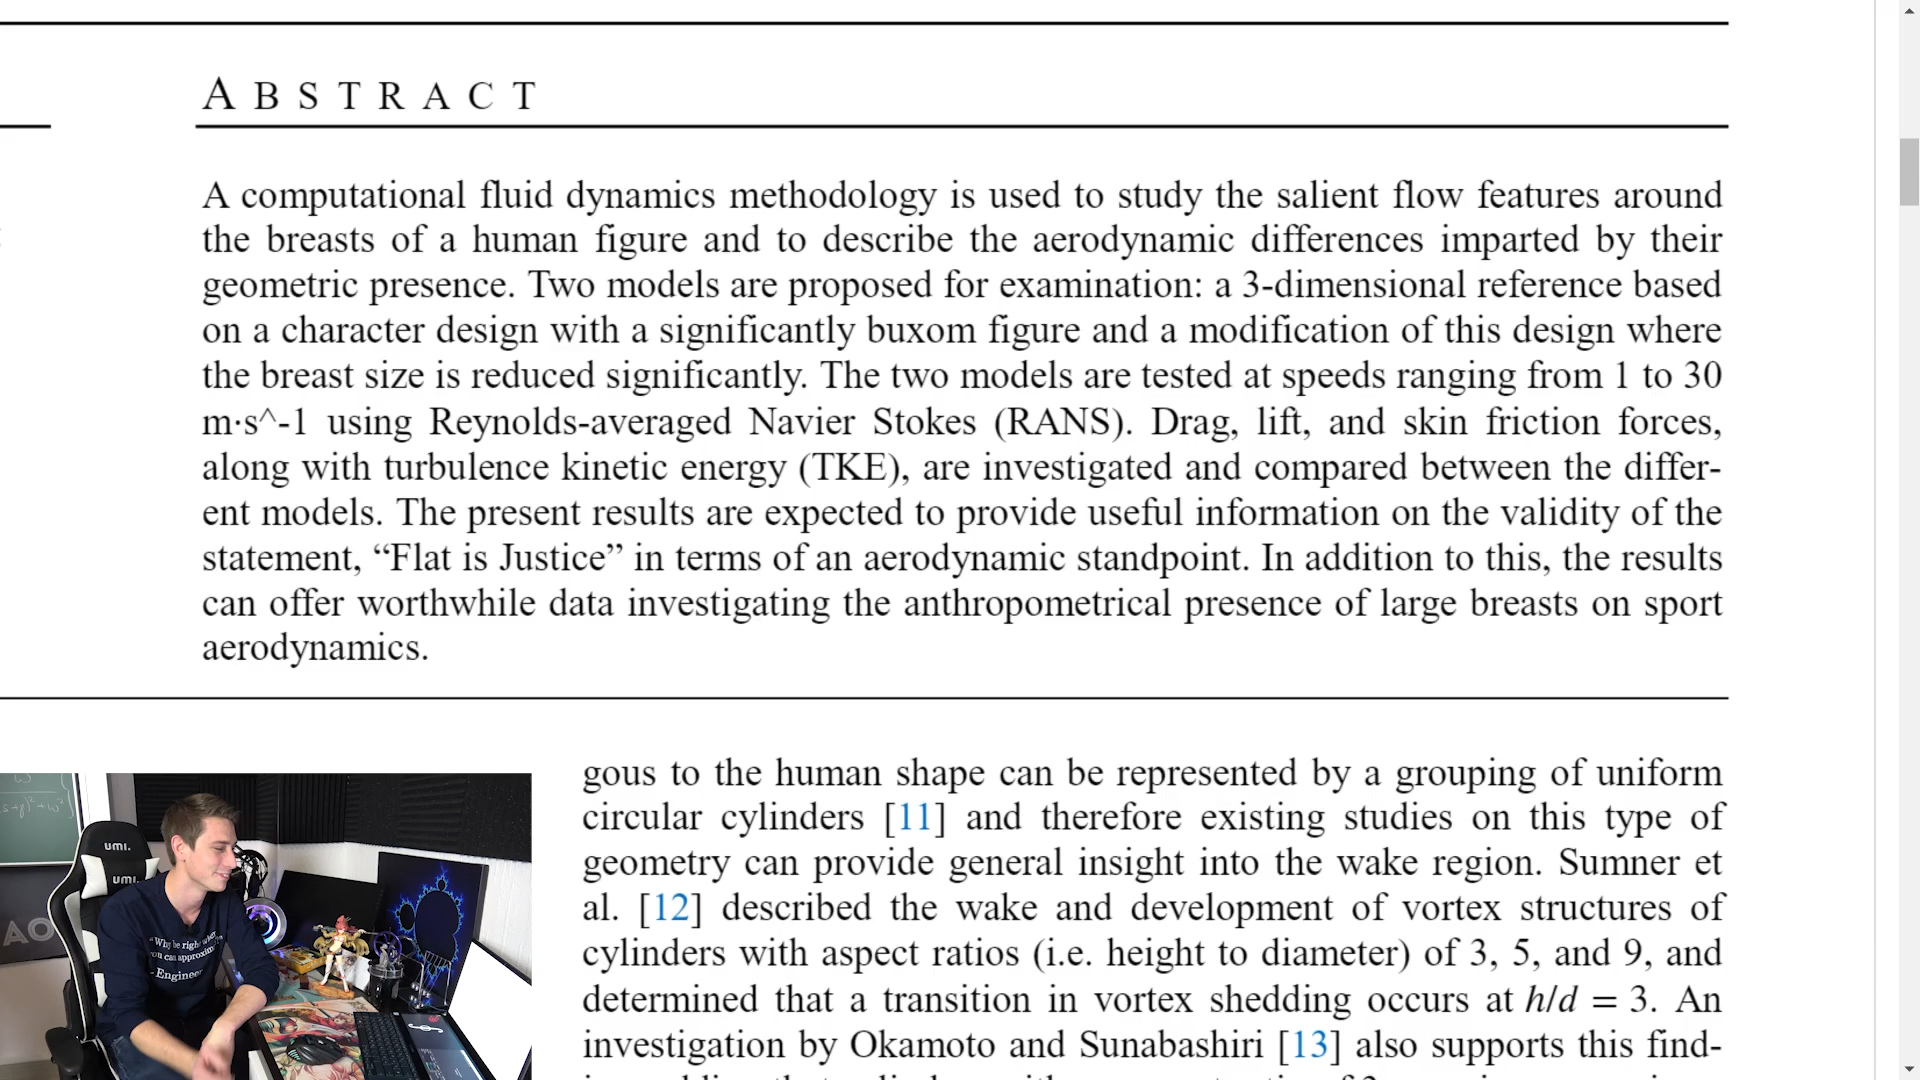 ABSTRACT
A computational fluid dynamics methodology is used to study the salient flow features around
the breasts of a human figure and to describe the aerodynamic differences imparted by their
geometric presence. Two models are proposed for examination: a 3-dimensional reference based
on a character design with a significantly buxom figure and a modification of this design where
the breast size is reduced significantly. The two models are tested at speeds ranging from 1 to 30
m·s^-1 using Reynolds-averaged Navier Stokes (RANS). Drag, lift, and skin friction forces,
along with turbulence kinetic energy (TKE), are investigated and compared between the differ-
ent models. The present results are expected to provide useful information on the validity of the
statement, “Flat is Justice” in terms of an aerodynamic standpoint. In addition to this, the results
can offer worthwhile data investigating the anthropometrical presence of large breasts on sport
aerodynamics.
gous to the human shape can be represented by a grouping of uniform
circular cylinders [11] and therefore existing studies on this type of
geometry can provide general insight into the wake region. Sumner et
al. [12] described the wake and development of vortex structures of
cylinders with aspect ratios (i.e. height to diameter) of 3, 5, and 9, and
determined that a transition in vortex shedding occurs at h/d = 3. An
investigation by Okamoto and Sunabashiri [13] also supports this find-
umi.
umi.
AO
"Why be right when
you can approxim
- Engineer